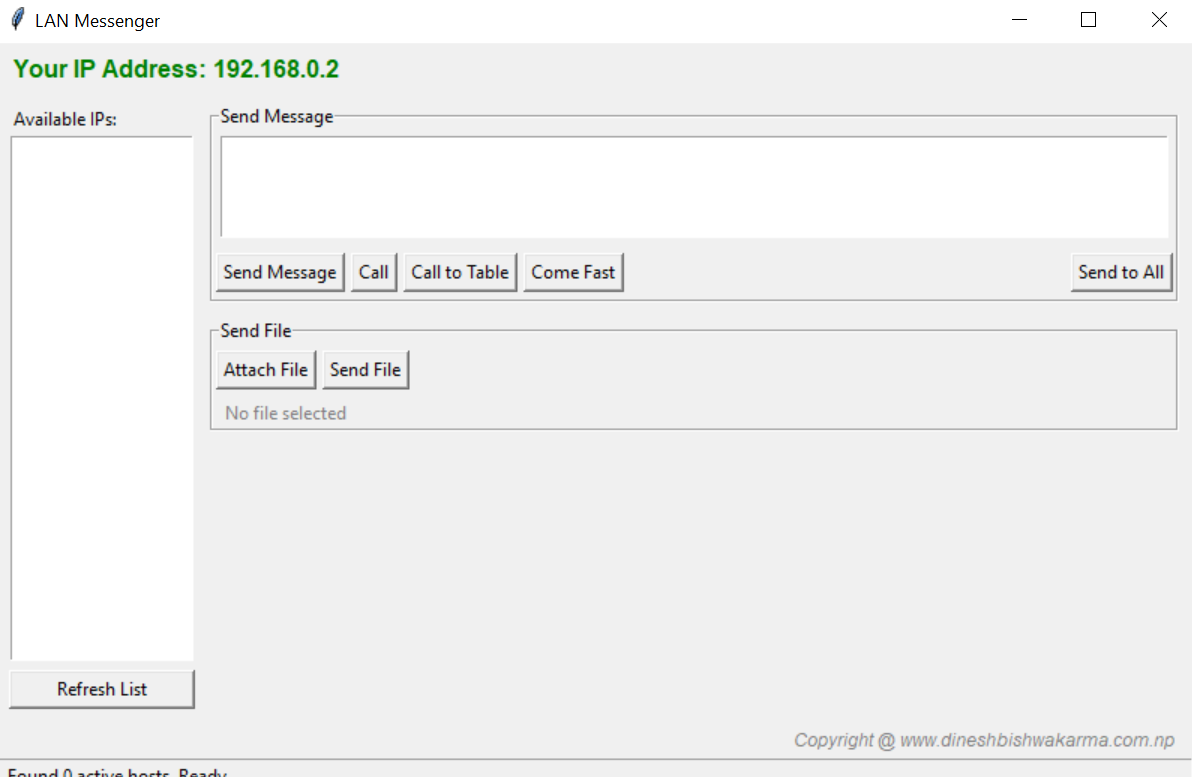 LAN Messenger
Your IP Address: 192.168.0.2
Available IPs:
Send Message
Send Message Call Call to Table Come Fast Send to All
Send File
Attach File Send File
No file selected
Refresh List
Copyright @ www.dineshbishwakarma.com.np
Found 0 active hosts. Ready